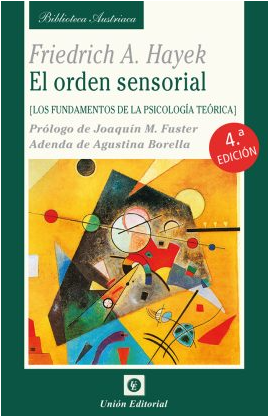 Biblioteca Austriaca
Friedrich A. Hayek
El orden sensorial
[LOS FUNDAMENTOS DE LA PSICOLOGÍA TEÓRICA]
Prólogo de Joaquín M. Fuster
Adenda de Agustina Borella
4.ª
EDICIÓN
Unión Editorial